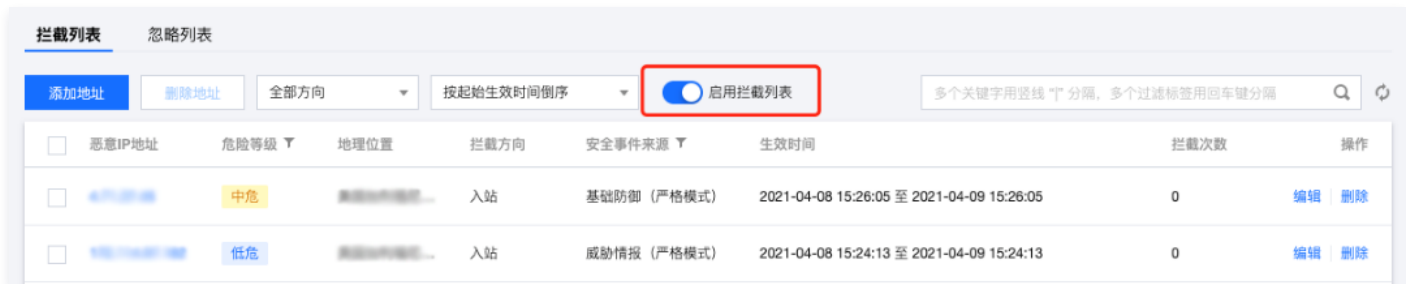 拦截列表 忽略列表
添加地址 删除地址 全部方向 按起始生效时间倒序 启用拦截列表 多个关键字用竖线 "|" 分隔，多个过滤标签用回车键分隔
恶意IP地址 危险等级 地理位置 拦截方向 安全事件来源 生效时间 拦截次数 操作
中危 入站 基础防御（严格模式） 2021-04-08 15:26:05 至 2021-04-09 15:26:05 0 编辑 删除
低危 入站 威胁情报（严格模式） 2021-04-08 15:24:13 至 2021-04-09 15:24:13 0 编辑 删除